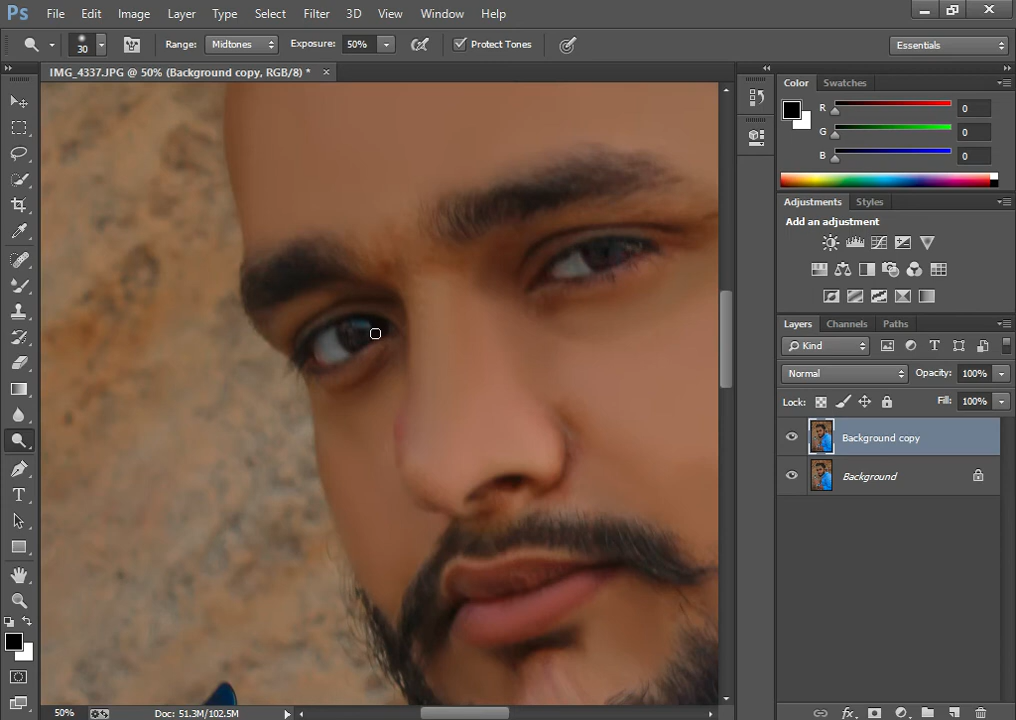 Ps File Edit Image Layer Type Select Filter 3D View Window Help
30 Range: Midtones Exposure: 50% Protect Tones Essentials
IMG_4337.JPG @ 50% (Background copy, RGB/8) * ×
Color Swatches
R 0
G 0
B 0
Adjustments Styles
Add an adjustment
Layers Channels Paths
Kind
Normal Opacity: 100%
Lock: Fill: 100%
Background copy
Background
50% Doc: 51.3M/102.5M